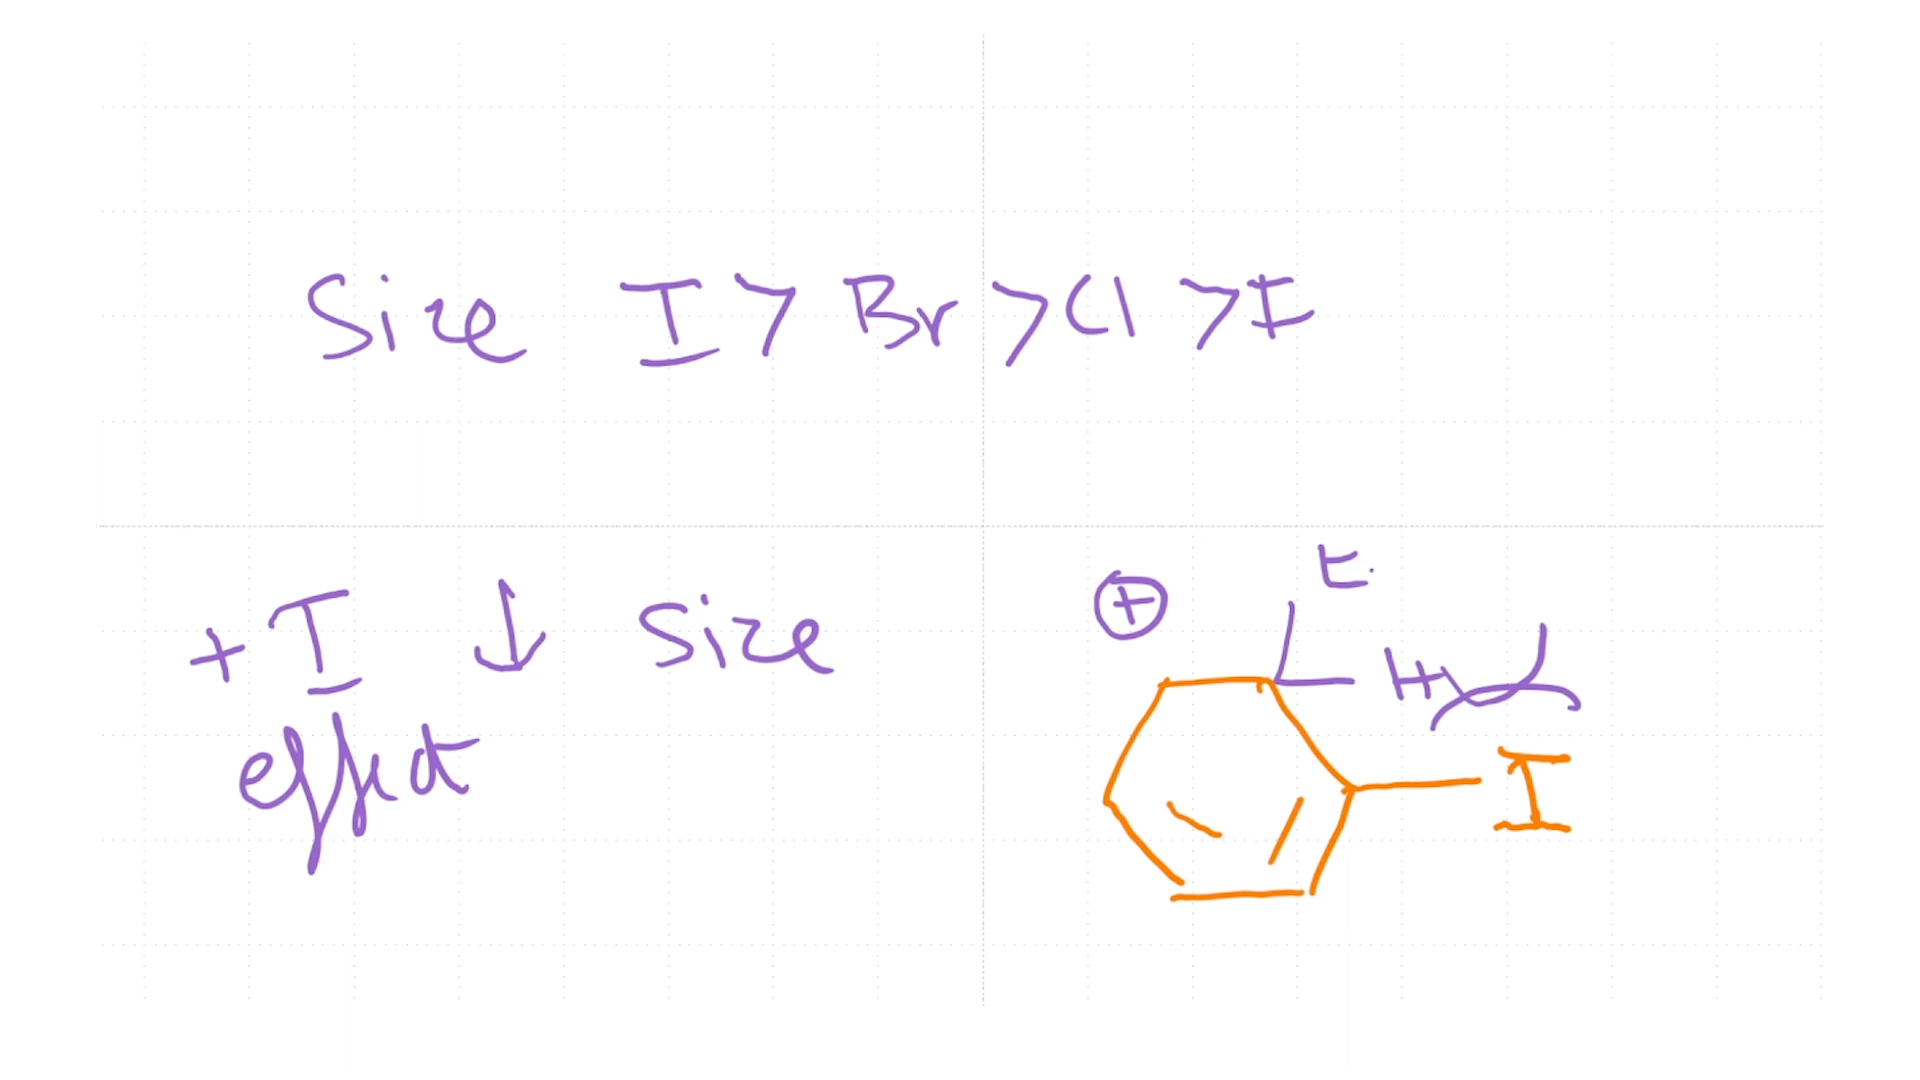 Size I > Br > Cl > F
+ I ↓ Size
effect
⊕ E
H
I